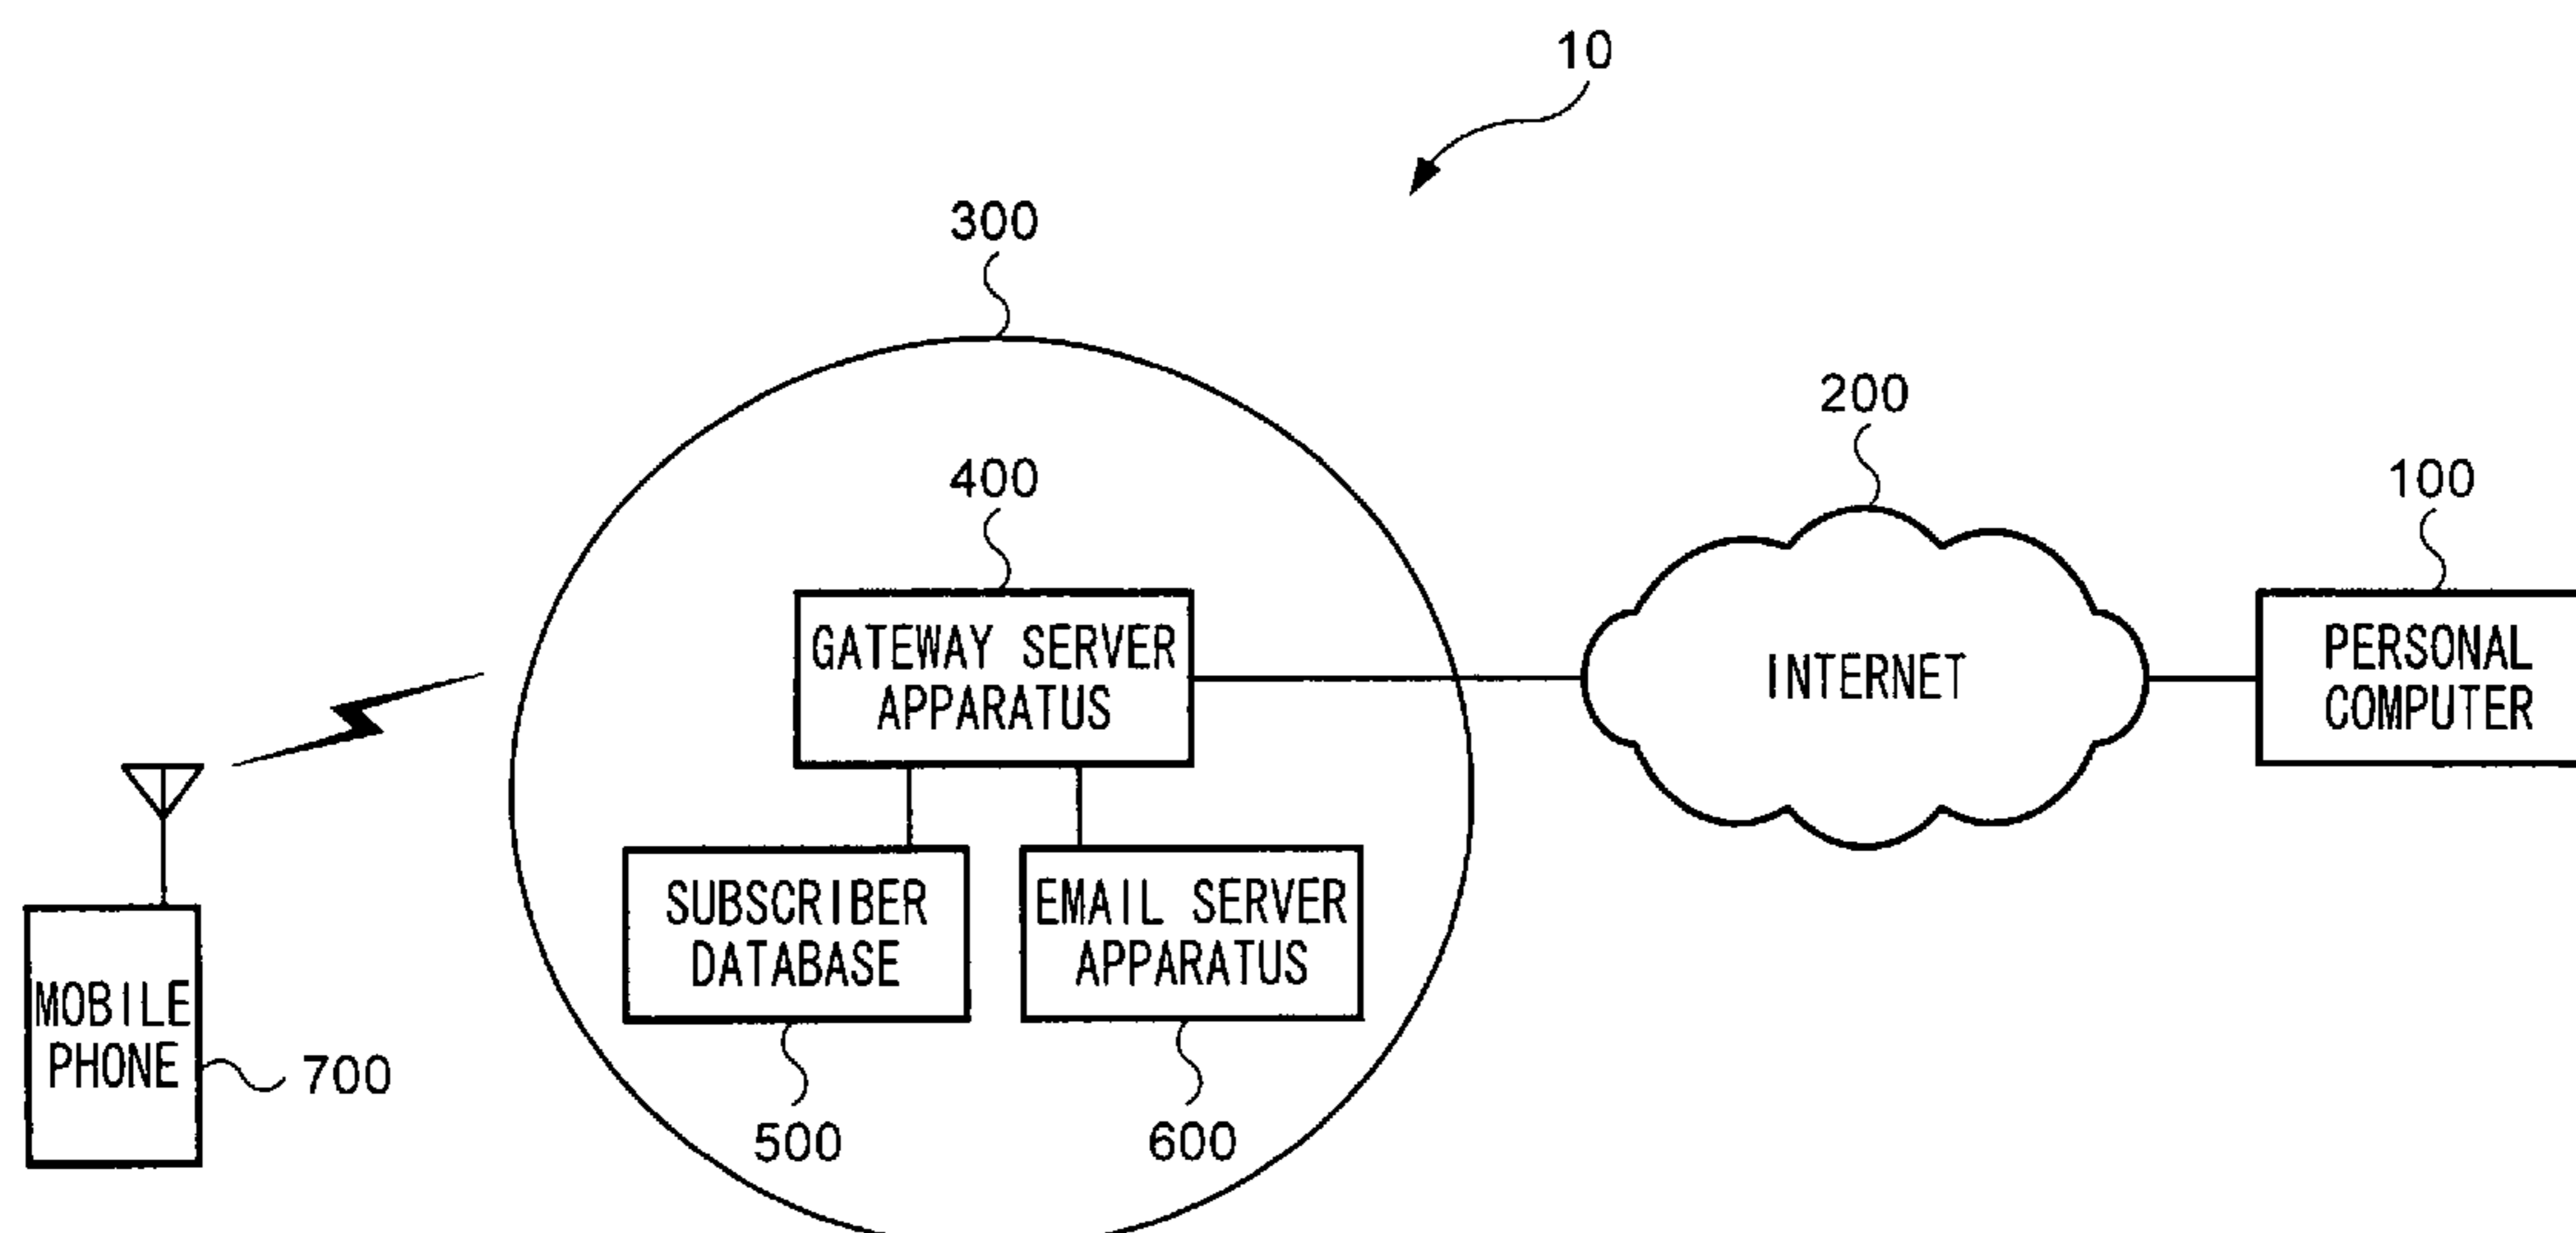 10
300
200
400
100
GATEWAY SERVER
APPARATUS
INTERNET
PERSONAL
COMPUTER
SUBSCRIBER
DATABASE
EMAIL SERVER
APPARATUS
MOBILE
PHONE
700
500
600